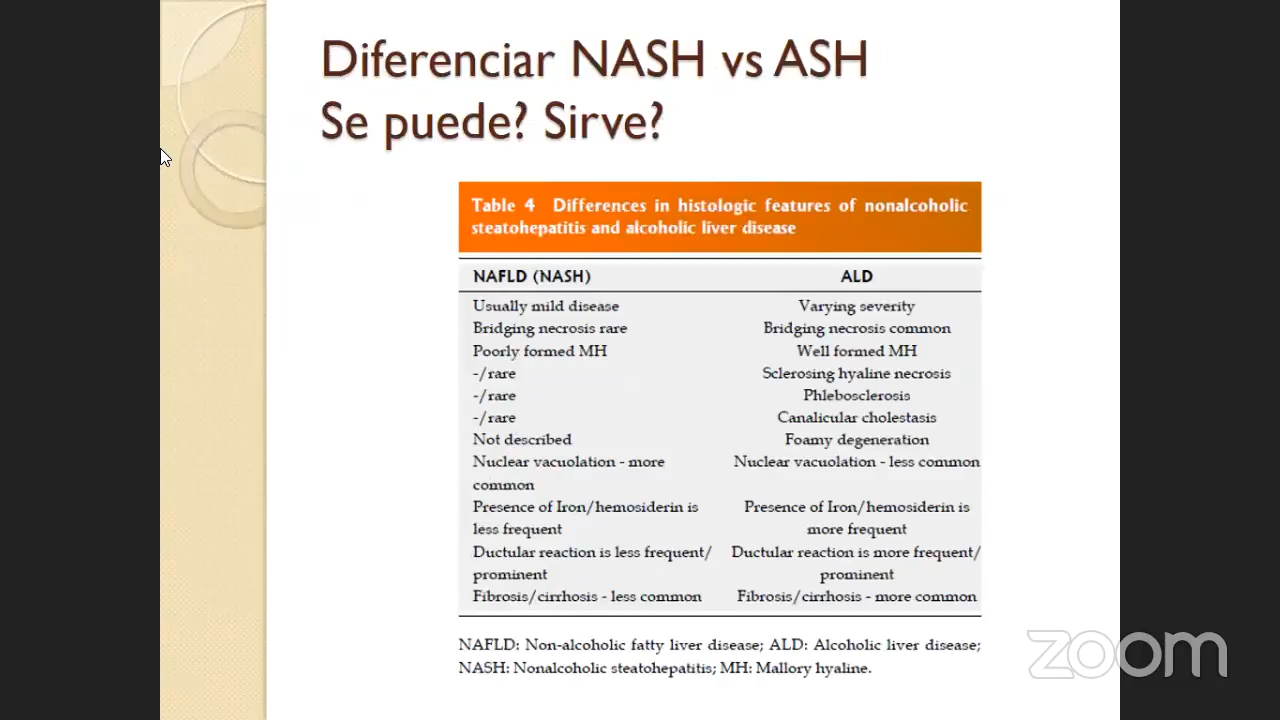 Diferenciar NASH vs ASH
Se puede? Sirve?
Table 4 Differences in histologic features of nonalcoholic
steatohepatitis and alcoholic liver disease
NAFLD (NASH) ALD
Usually mild disease Varying severity
Bridging necrosis rare Bridging necrosis common
Poorly formed MH Well formed MH
-/rare Sclerosing hyaline necrosis
-/rare Phlebosclerosis
-/rare Canalicular cholestasis
Not described Foamy degeneration
Nuclear vacuolation - more Nuclear vacuolation - less common
common
Presence of Iron/hemosiderin is Presence of Iron/hemosiderin is
less frequent more frequent
Ductular reaction is less frequent/ Ductular reaction is more frequent/
prominent prominent
Fibrosis/cirrhosis - less common Fibrosis/cirrhosis - more common
NAFLD: Non-alcoholic fatty liver disease; ALD: Alcoholic liver disease;
NASH: Nonalcoholic steatohepatitis; MH: Mallory hyaline.
zoom